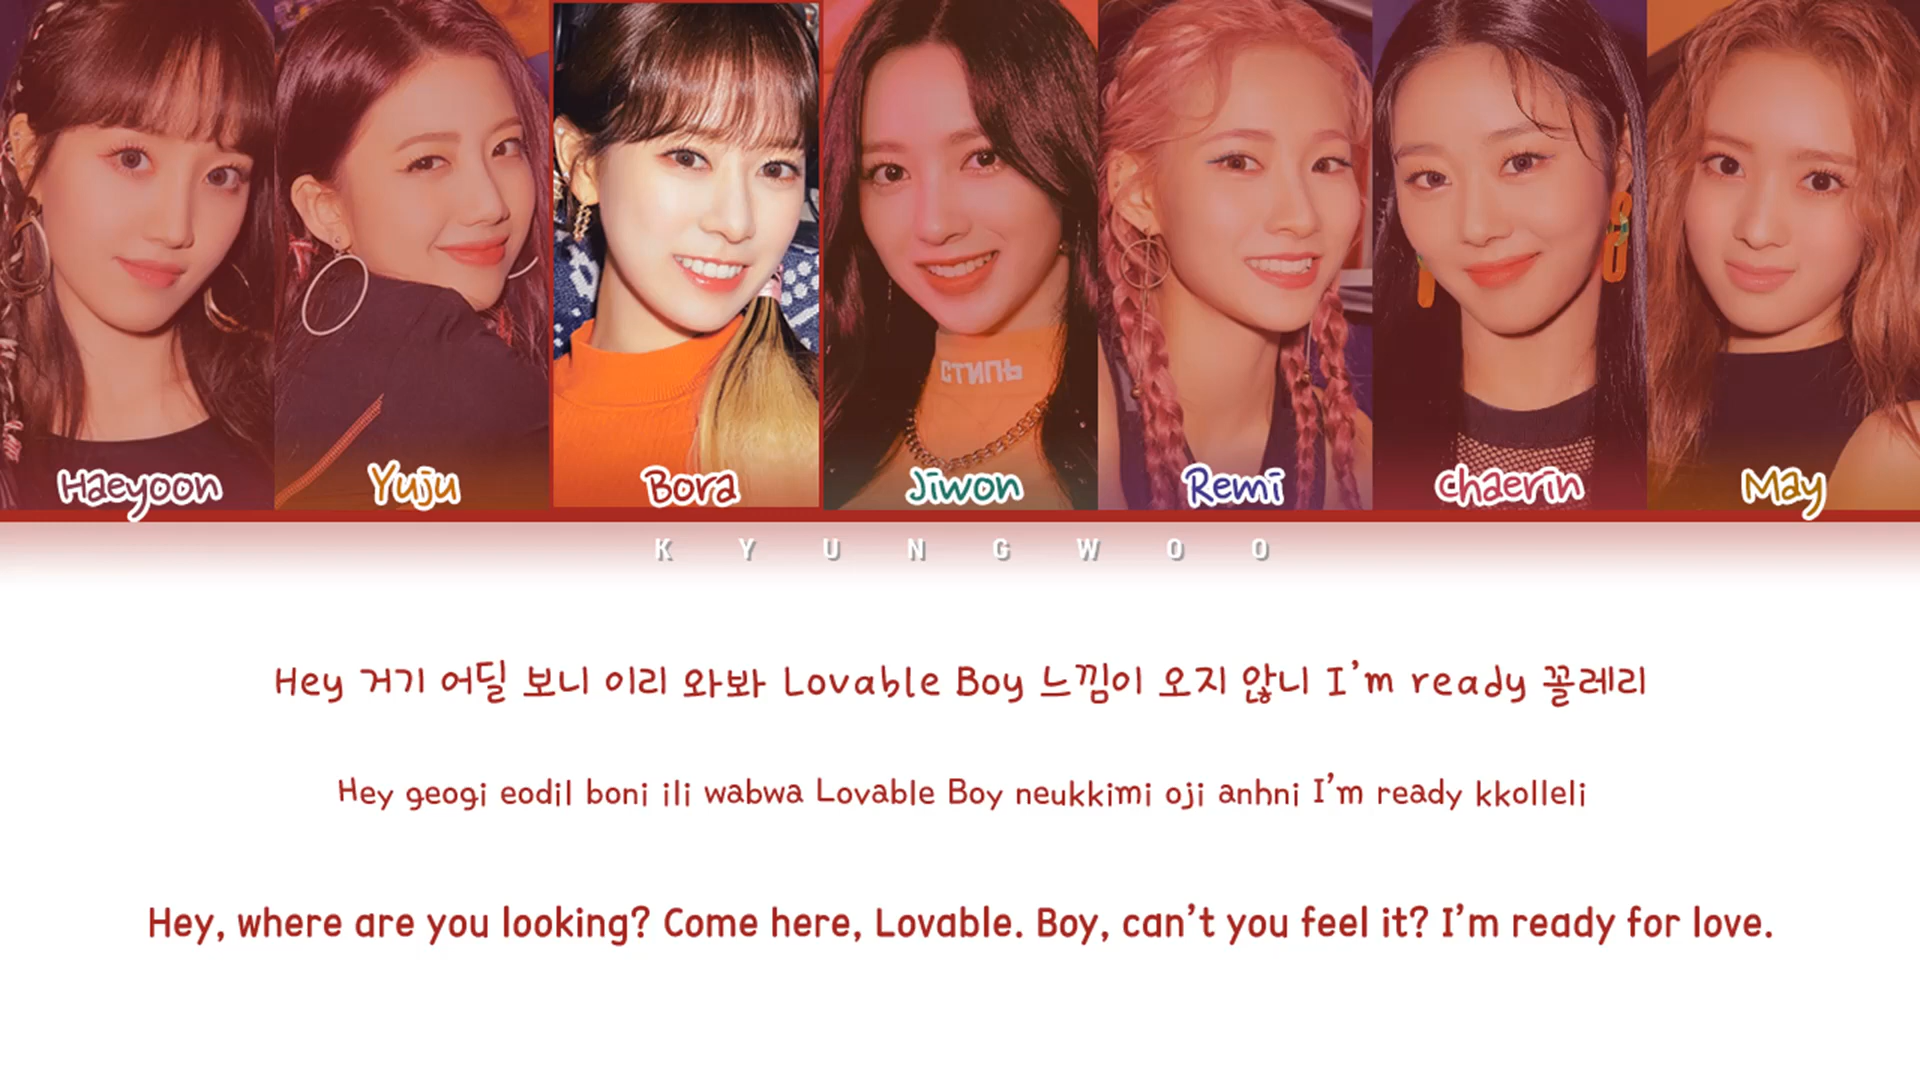 СТИПЬ
Haeyoon Yuju Bora Jiwon Remi chaerin May
KYUNGWOO
Hey 거기 어딜 보니 이리 와봐 Lovable Boy 느낌이 오지 않니 I'm ready 꼴레리
Hey geogi eodil boni ili wabwa Lovable Boy neukkimi oji anhni I'm ready kkolleli
Hey, where are you looking? Come here, Lovable. Boy, can't you feel it? I'm ready for love.